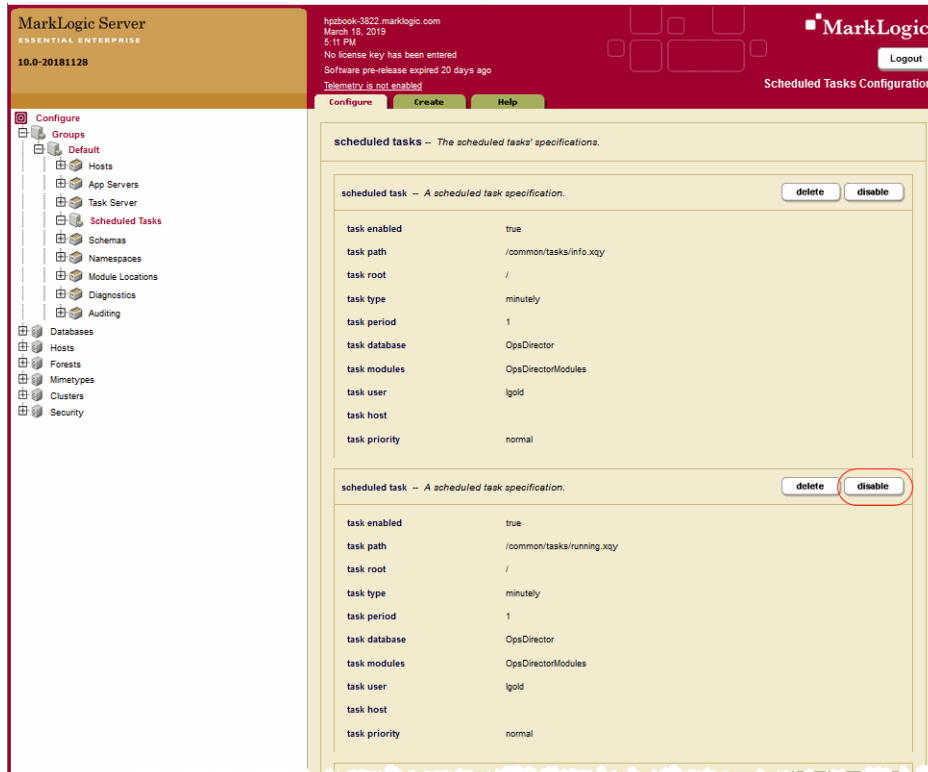 MarkLogic Server
ESSENTIAL ENTERPRISE
10.0-20181128
hpzbook-3822.marklogic.com
March 18, 2019
5:11 PM
No license key has been entered
Software pre-release expired 20 days ago
Telemetry is not enabled
MarkLogic
Logout
Scheduled Tasks Configuration
Configure Create Help
Configure
Groups
Default
Hosts
App Servers
Task Server
Scheduled Tasks
Schemas
Namespaces
Module Locations
Diagnostics
Auditing
Databases
Hosts
Forests
Mimetypes
Clusters
Security
scheduled tasks -- The scheduled tasks' specifications.
scheduled task -- A scheduled task specification. delete disable
task enabled true
task path /common/tasks/info.xqy
task root /
task type minutely
task period 1
task database OpsDirector
task modules OpsDirectorModules
task user lgold
task host
task priority normal
scheduled task -- A scheduled task specification. delete disable
task enabled true
task path /common/tasks/running.xqy
task root /
task type minutely
task period 1
task database OpsDirector
task modules OpsDirectorModules
task user lgold
task host
task priority normal